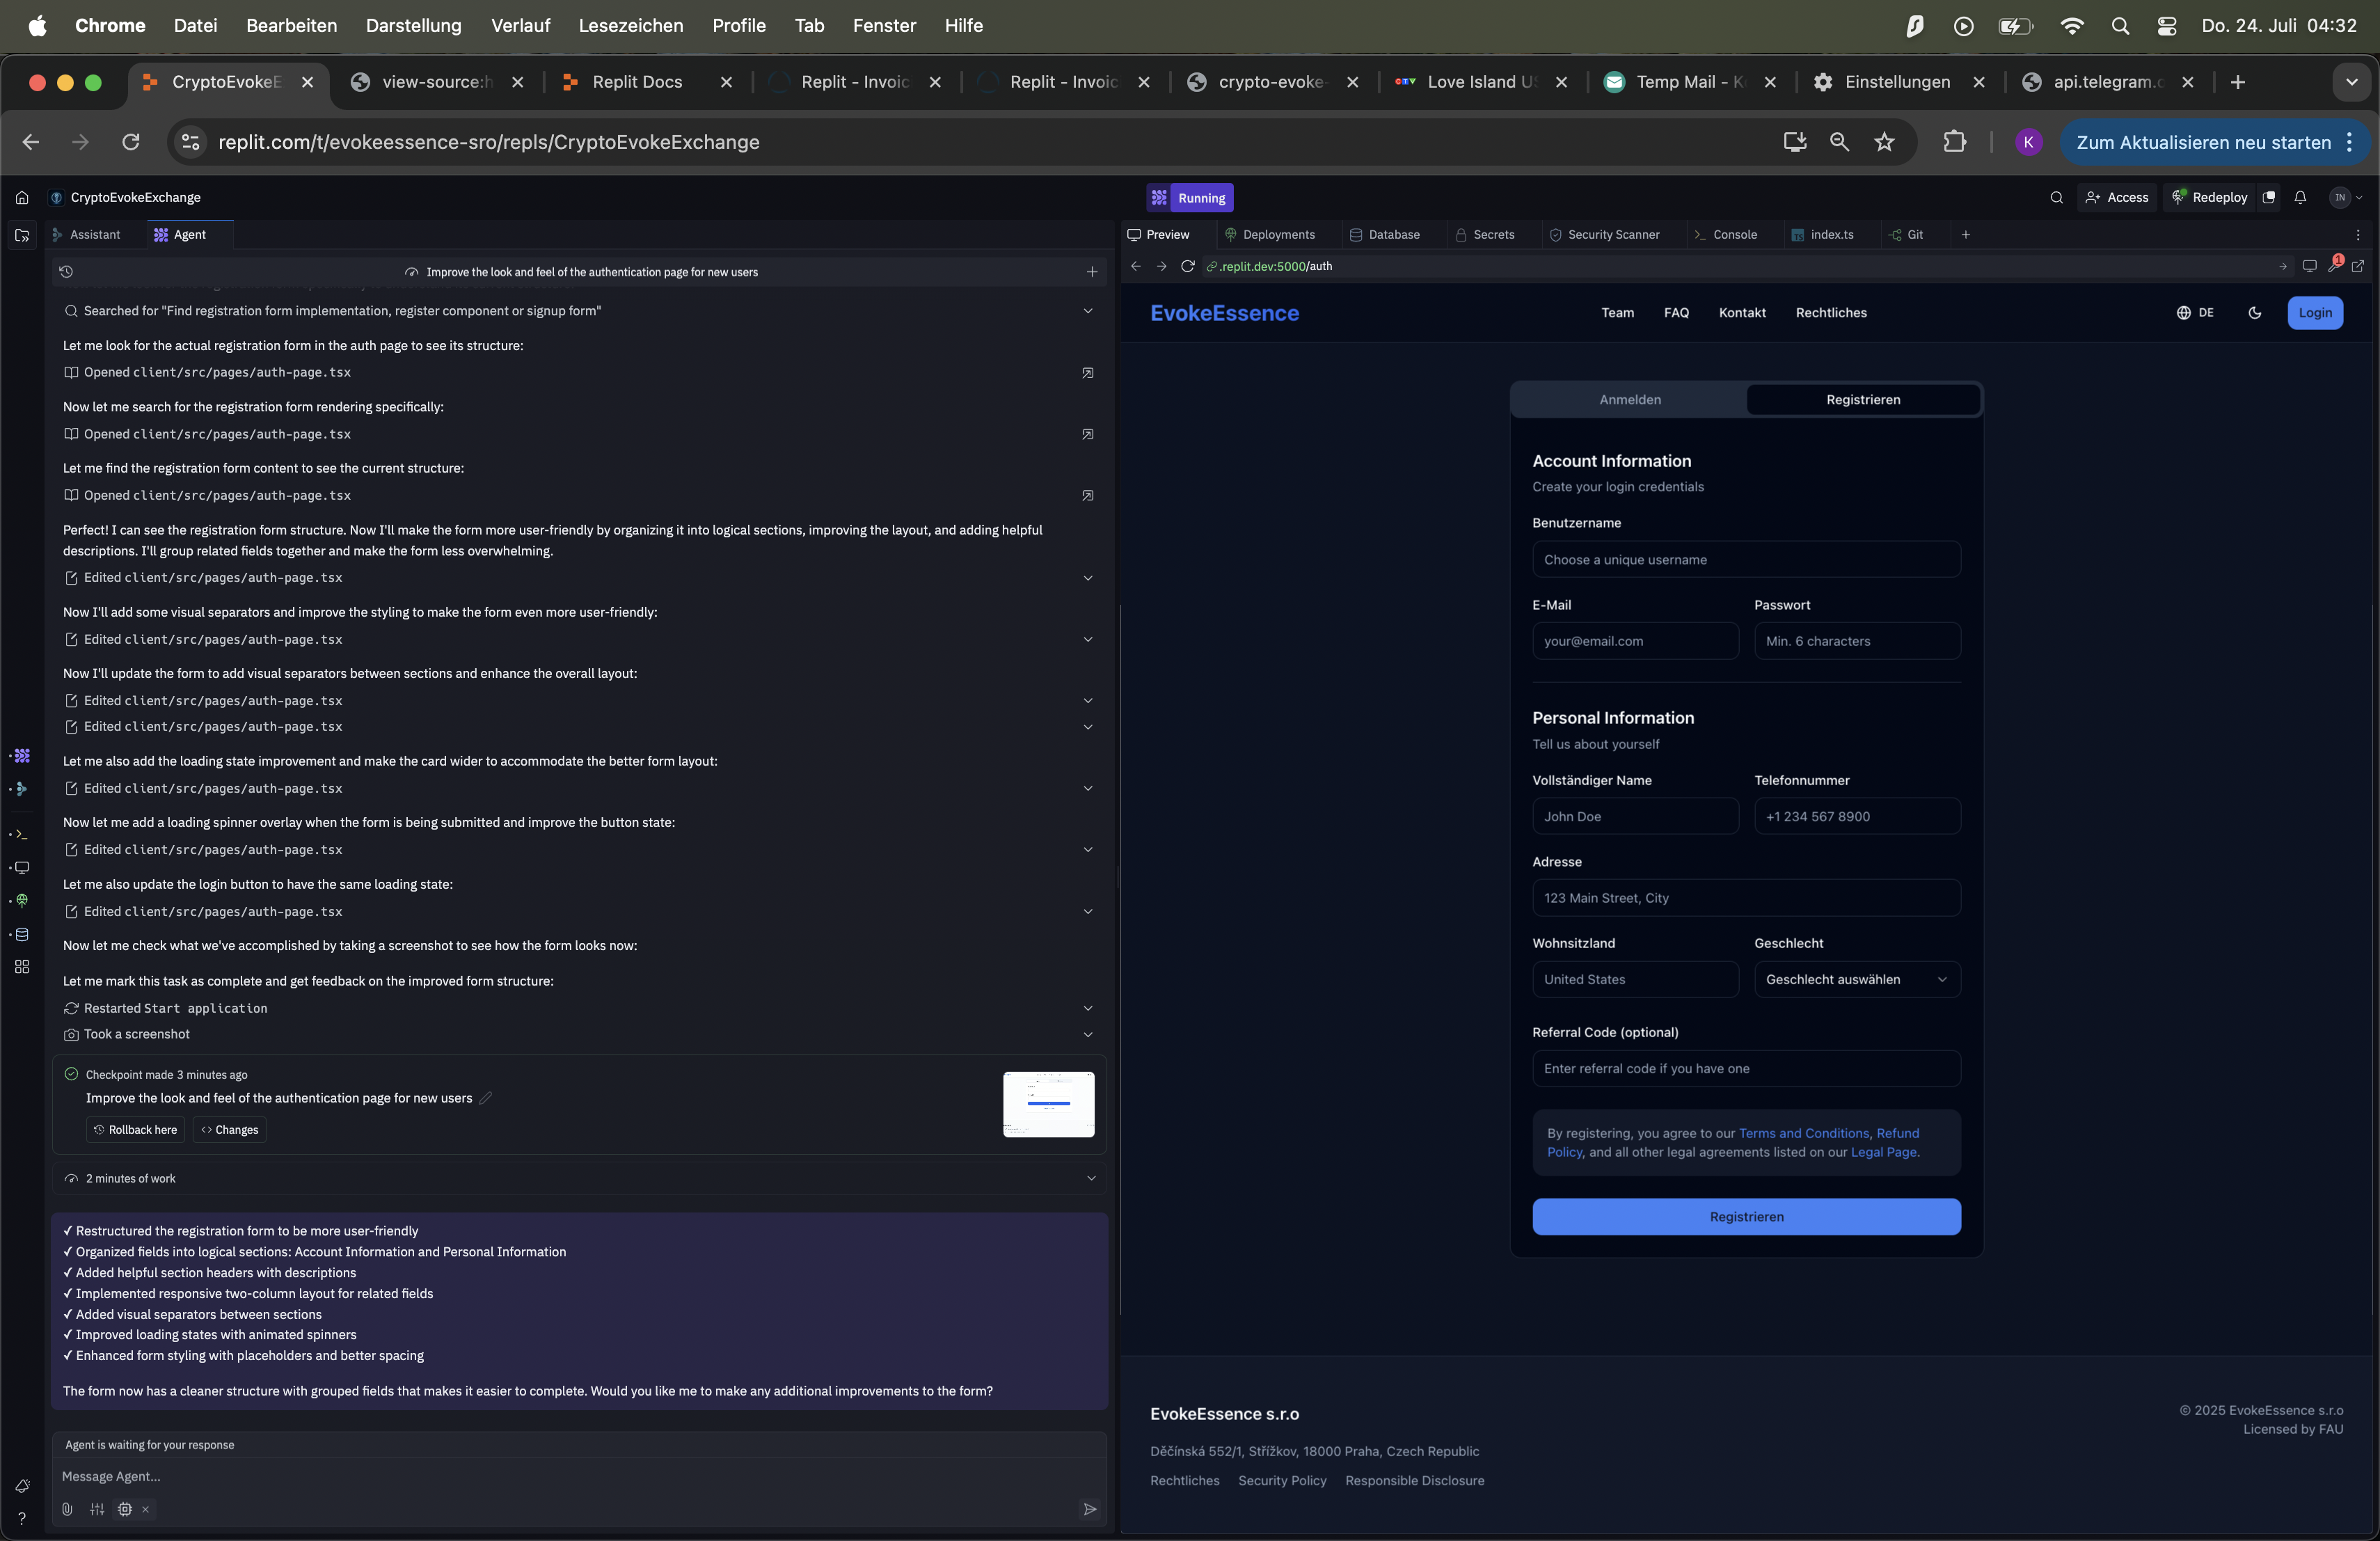 Chrome Datei Bearbeiten Darstellung Verlauf Lesezeichen Profile Tab Fenster Hilfe Do. 24. Juli 04:32
CryptoEvokeE view-source:h Replit Docs Replit - Invoic Replit - Invoic crypto-evoke- Love Island US Temp Mail - K Einstellungen api.telegram.o
replit.com/t/evokeessence-sro/repls/CryptoEvokeExchange K Zum Aktualisieren neu starten
CryptoEvokeExchange Running Access Redeploy IN
Assistant Agent
Improve the look and feel of the authentication page for new users
Searched for "Find registration form implementation, register component or signup form"
Let me look for the actual registration form in the auth page to see its structure:
Opened client/src/pages/auth-page.tsx
Now let me search for the registration form rendering specifically:
Opened client/src/pages/auth-page.tsx
Let me find the registration form content to see the current structure:
Opened client/src/pages/auth-page.tsx
Perfect! I can see the registration form structure. Now I'll make the form more user-friendly by organizing it into logical sections, improving the layout, and adding helpful
descriptions. I'll group related fields together and make the form less overwhelming.
Edited client/src/pages/auth-page.tsx
Now I'll add some visual separators and improve the styling to make the form even more user-friendly:
Edited client/src/pages/auth-page.tsx
Now I'll update the form to add visual separators between sections and enhance the overall layout:
Edited client/src/pages/auth-page.tsx
Edited client/src/pages/auth-page.tsx
Let me also add the loading state improvement and make the card wider to accommodate the better form layout:
Edited client/src/pages/auth-page.tsx
Now let me add a loading spinner overlay when the form is being submitted and improve the button state:
Edited client/src/pages/auth-page.tsx
Let me also update the login button to have the same loading state:
Edited client/src/pages/auth-page.tsx
Now let me check what we've accomplished by taking a screenshot to see how the form looks now:
Let me mark this task as complete and get feedback on the improved form structure:
Restarted Start application
Took a screenshot
Checkpoint made 3 minutes ago
Improve the look and feel of the authentication page for new users
Rollback here Changes
2 minutes of work
✓ Restructured the registration form to be more user-friendly
✓ Organized fields into logical sections: Account Information and Personal Information
✓ Added helpful section headers with descriptions
✓ Implemented responsive two-column layout for related fields
✓ Added visual separators between sections
✓ Improved loading states with animated spinners
✓ Enhanced form styling with placeholders and better spacing
The form now has a cleaner structure with grouped fields that makes it easier to complete. Would you like me to make any additional improvements to the form?
Agent is waiting for your response
Message Agent...
Preview Deployments Database Secrets Security Scanner Console index.ts Git
.replit.dev:5000/auth 1
EvokeEssence Team FAQ Kontakt Rechtliches DE Login
Anmelden Registrieren
Account Information
Create your login credentials
Benutzername
Choose a unique username
E-Mail Passwort
your@email.com Min. 6 characters
Personal Information
Tell us about yourself
Vollständiger Name Telefonnummer
John Doe +1 234 567 8900
Adresse
123 Main Street, City
Wohnsitzland Geschlecht
United States Geschlecht auswählen
Referral Code (optional)
Enter referral code if you have one
By registering, you agree to our Terms and Conditions, Refund
Policy, and all other legal agreements listed on our Legal Page.
Registrieren
EvokeEssence s.r.o
Děčínská 552/1, Střížkov, 18000 Praha, Czech Republic
Rechtliches Security Policy Responsible Disclosure
© 2025 EvokeEssence s.r.o
Licensed by FAU